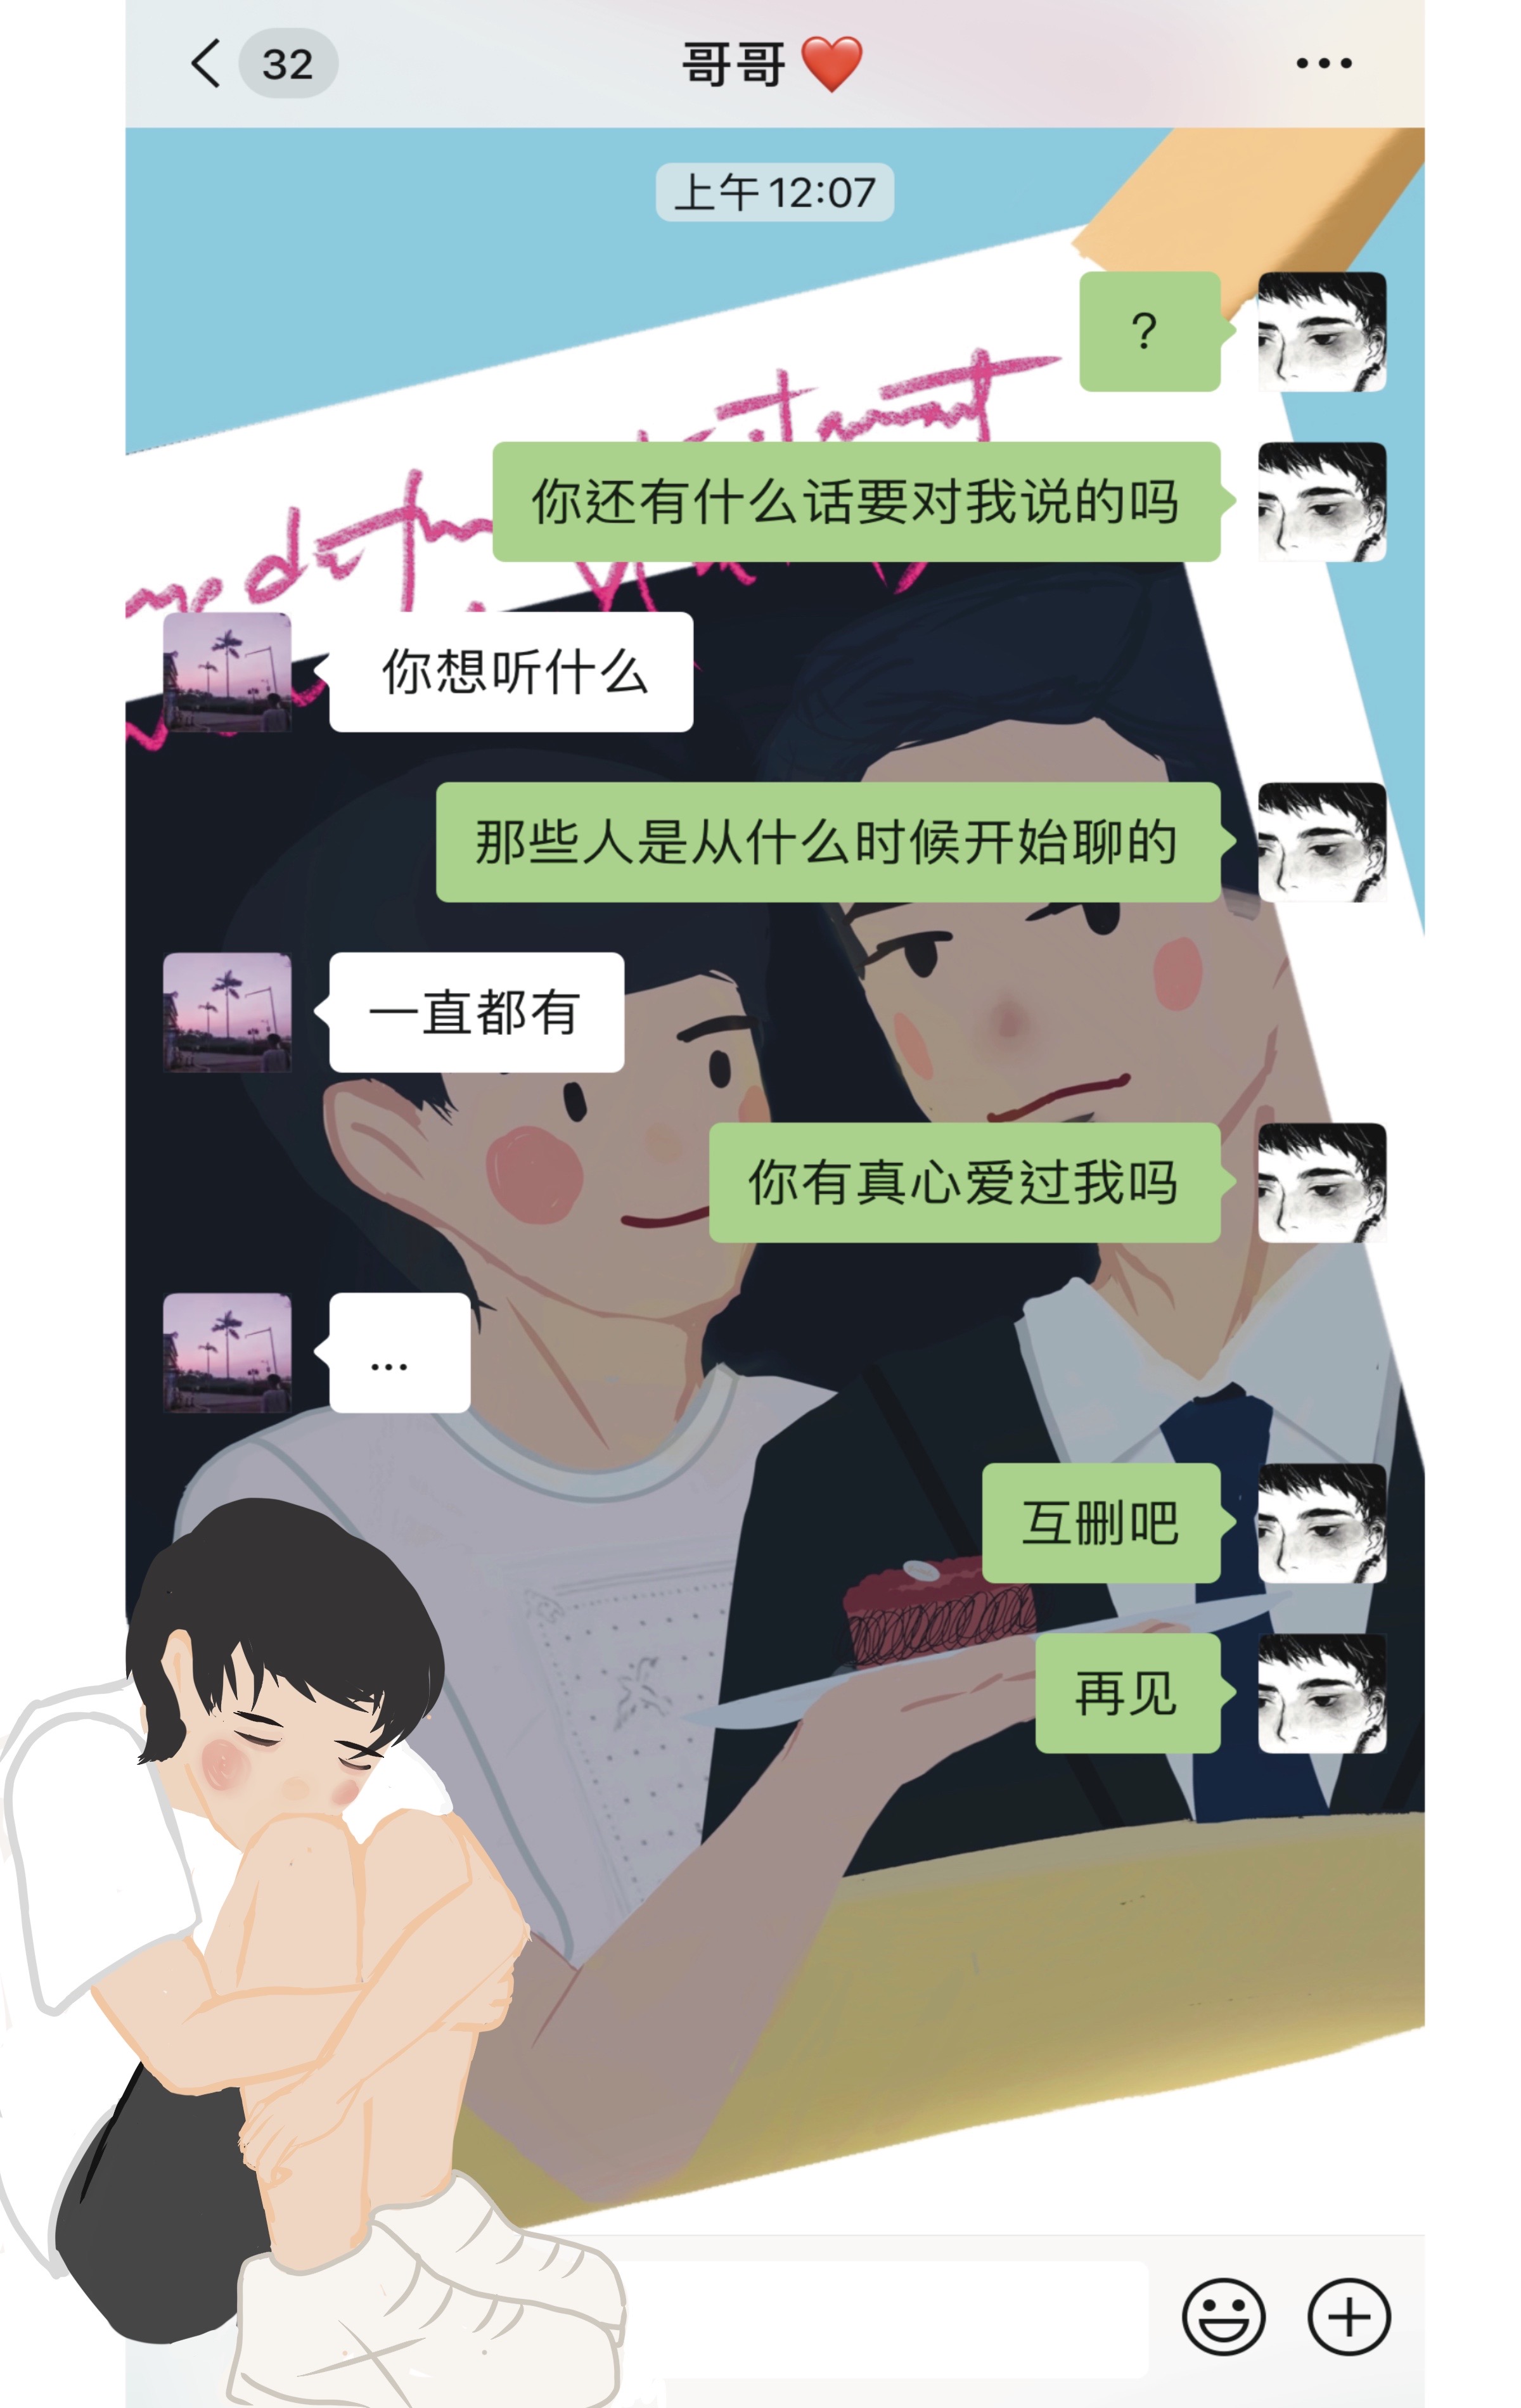 32
哥哥❤️
上午12:07
?
你还有什么话要对我说的吗
你想听什么
那些人是从什么时候开始聊的
一直都有
你有真心爱过我吗
...
互删吧
再见